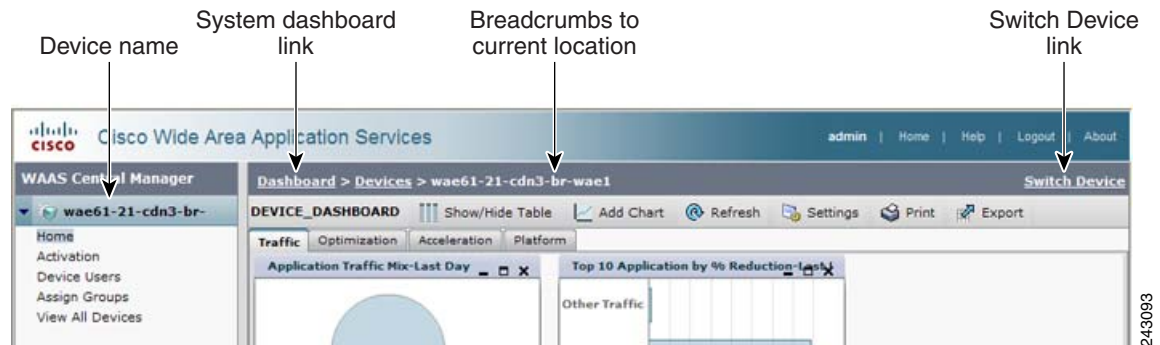 System dashboard link
Breadcrumbs to current location
Switch Device link
Device name
cisco Cisco Wide Area Application Services
admin | Home | Help | Logout | About
WAAS Central Manager
Dashboard > Devices > wae61-21-cdn3-br-wae1
Switch Device
wae61-21-cdn3-br-
DEVICE_DASHBOARD Show/Hide Table Add Chart Refresh Settings Print Export
Home
Activation
Device Users
Assign Groups
View All Devices
Traffic Optimization Acceleration Platform
Application Traffic Mix-Last Day
Top 10 Application by % Reduction-Last
Other Traffic
243093